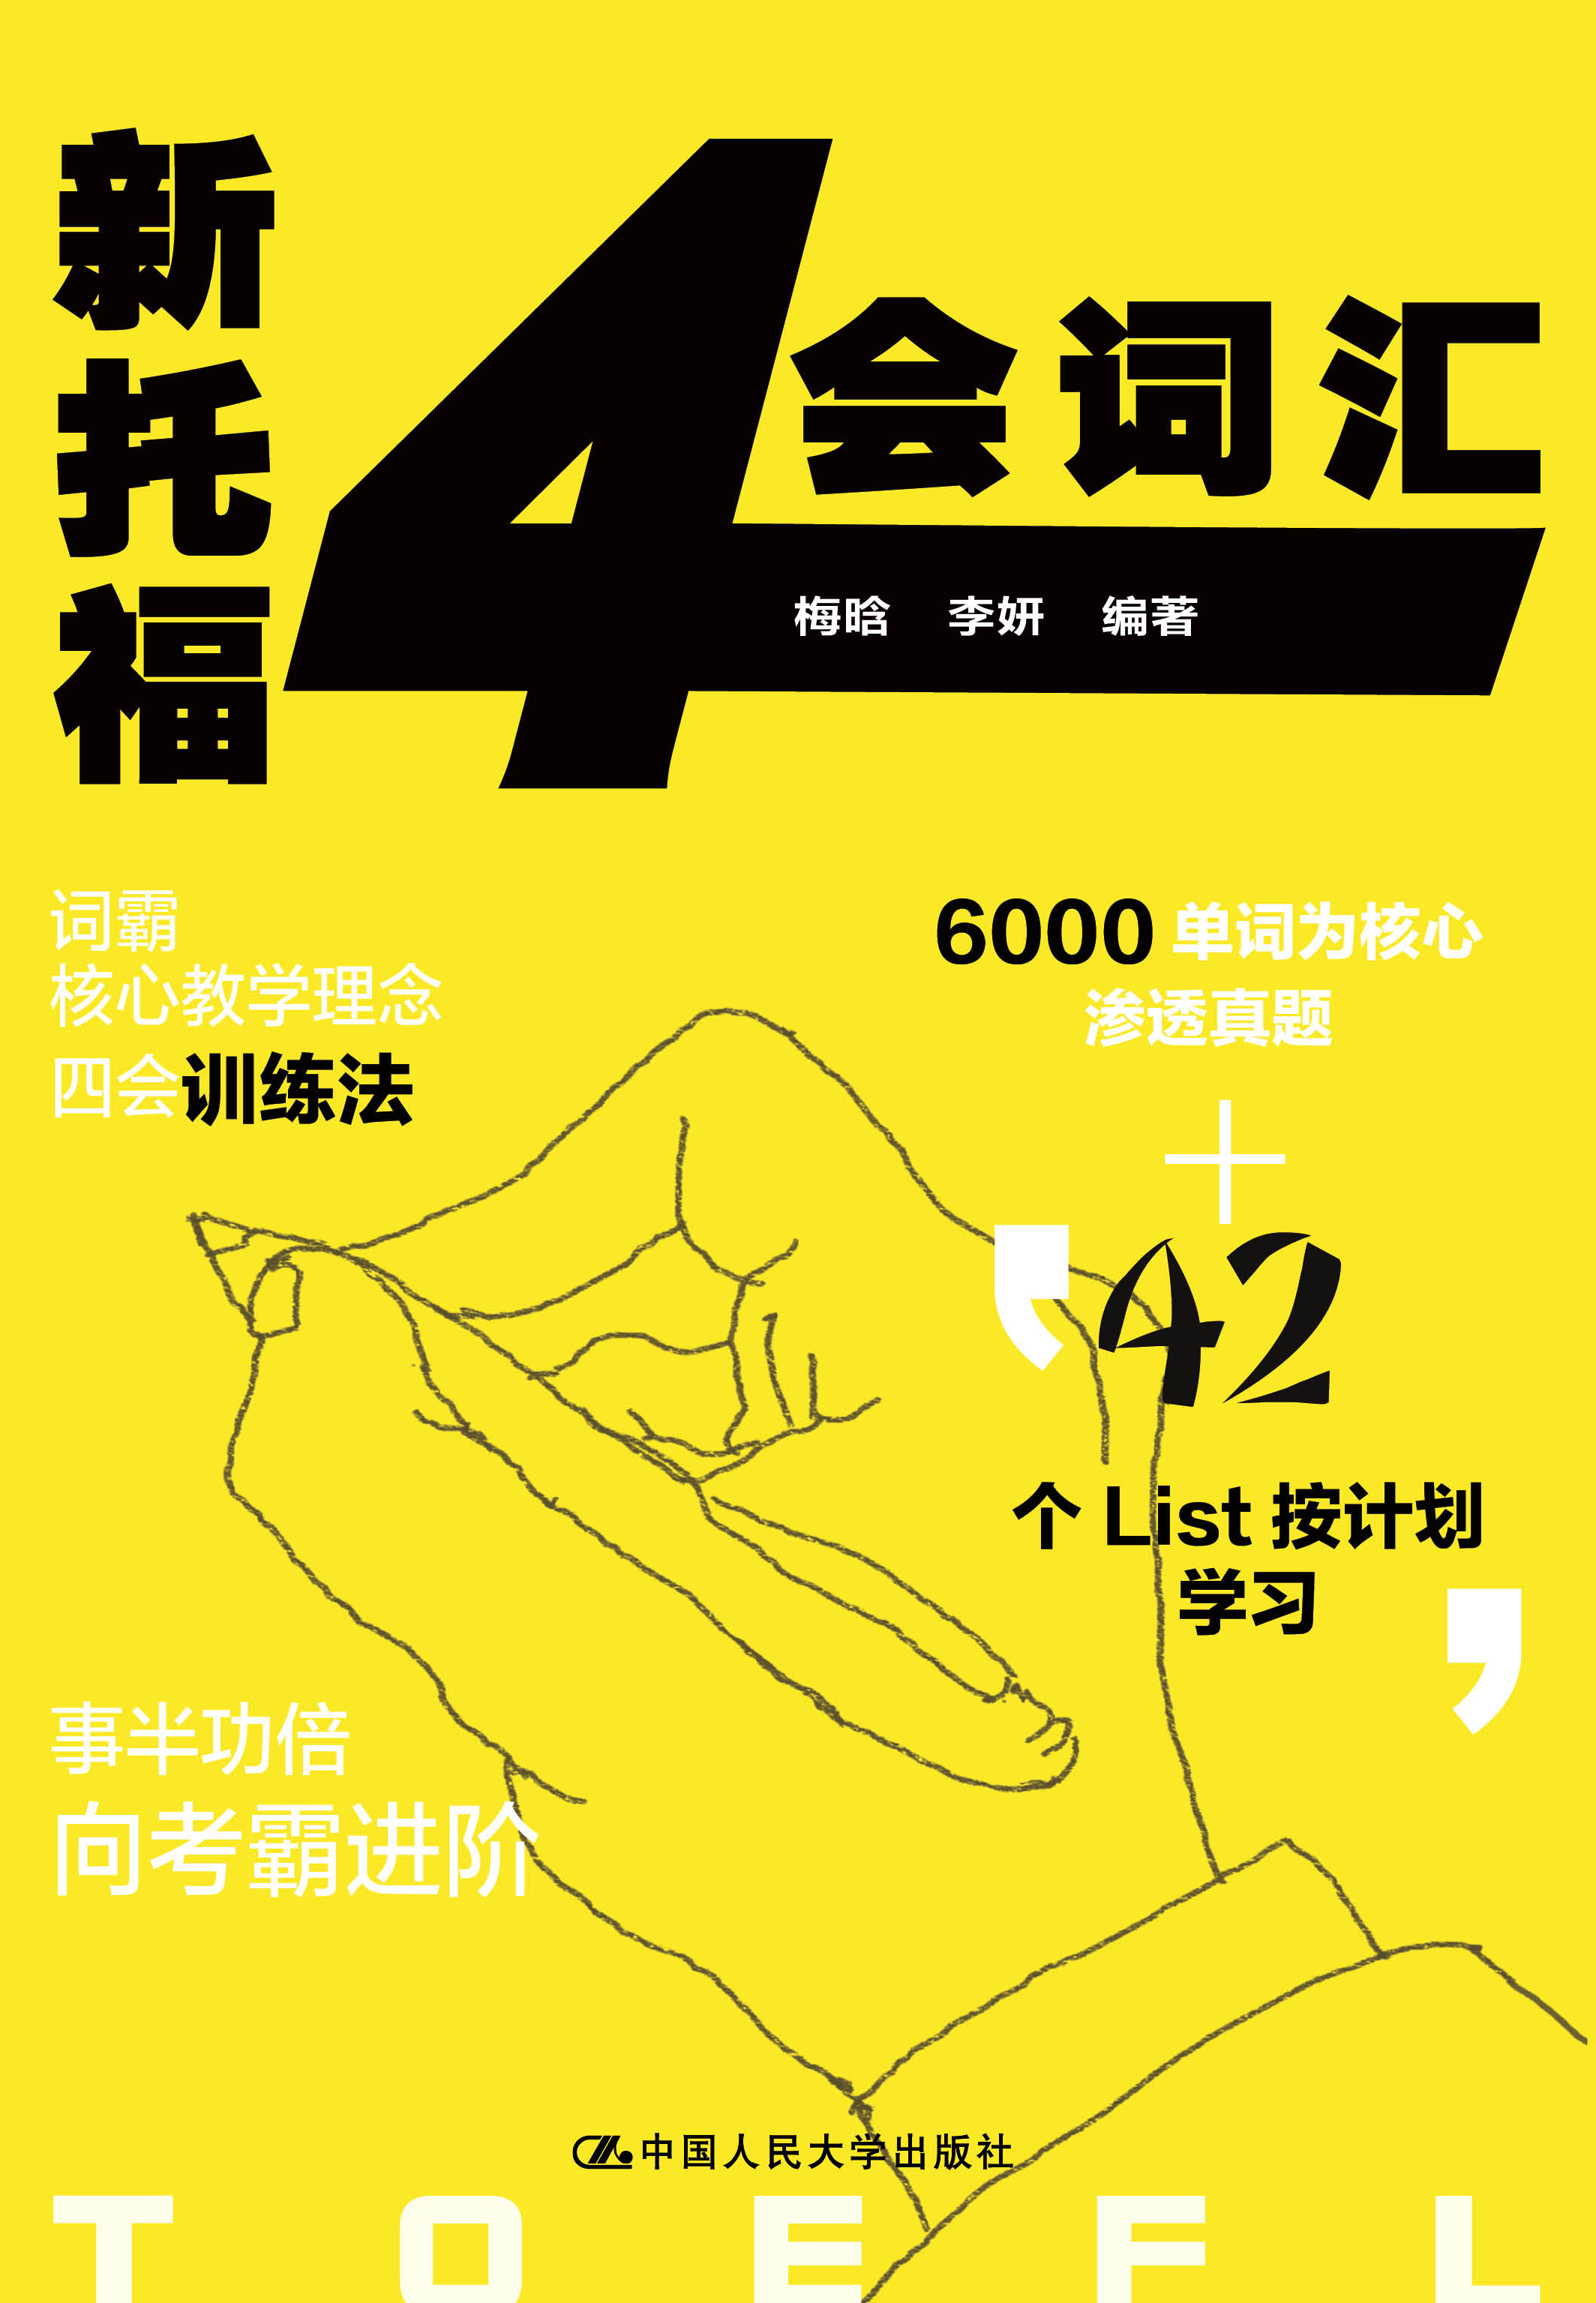 新托福
4会词汇
梅晗 李妍 编著
词霸
核心教学理念
四会训练法
6000 单词为核心
渗透真题
+
42
个 List 按计划
学习
事半功倍
向考霸进阶
中国人民大学出版社
TOEFL